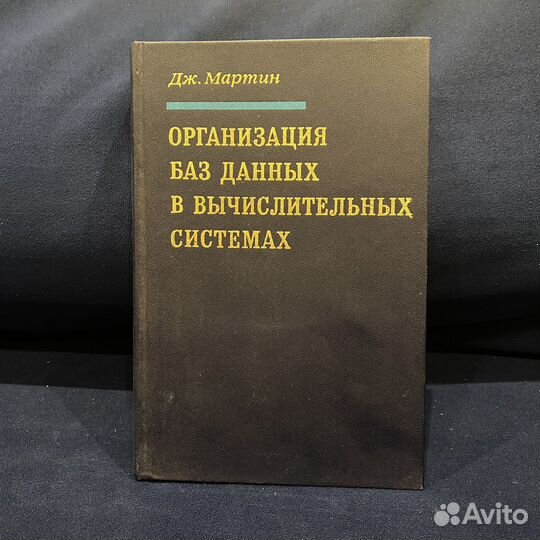 Дж. Мартин
ОРГАНИЗАЦИЯ
БАЗ ДАННЫХ
В ВЫЧИСЛИТЕЛЬНЫХ
СИСТЕМАХ
Avito